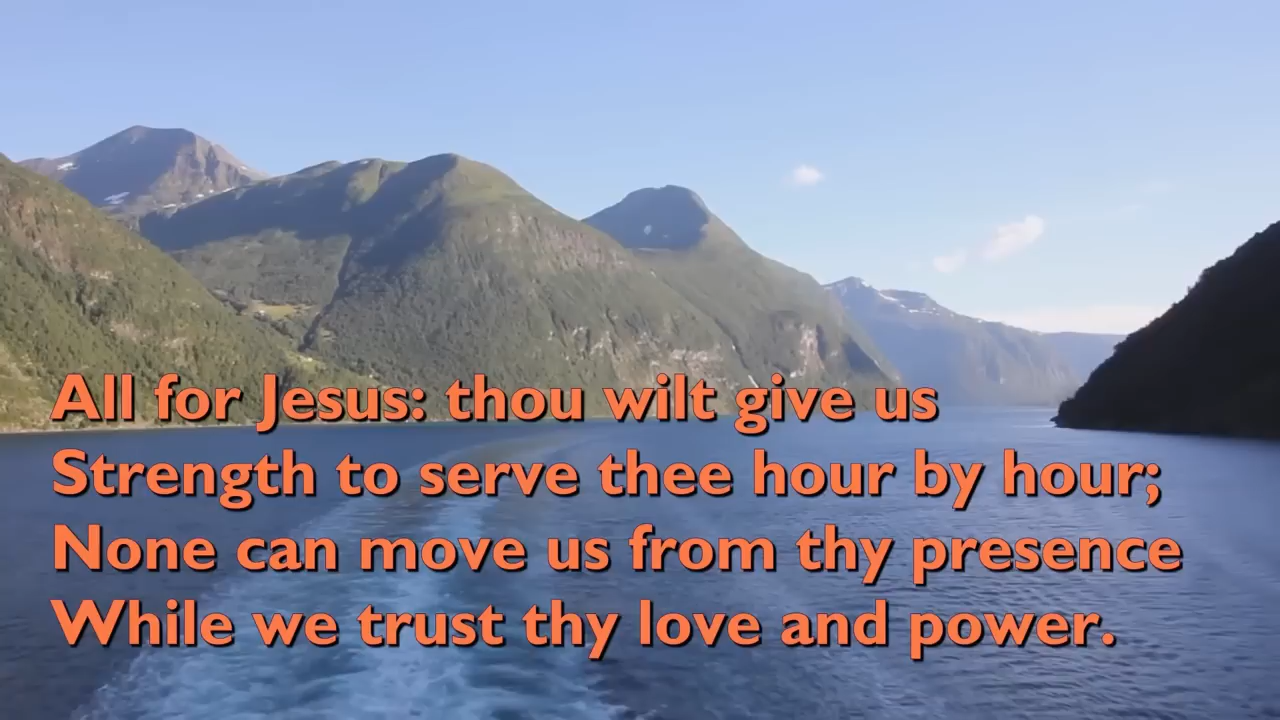 All for Jesus: thou wilt give us
Strength to serve thee hour by hour;
None can move us from thy presence
While we trust thy love and power.